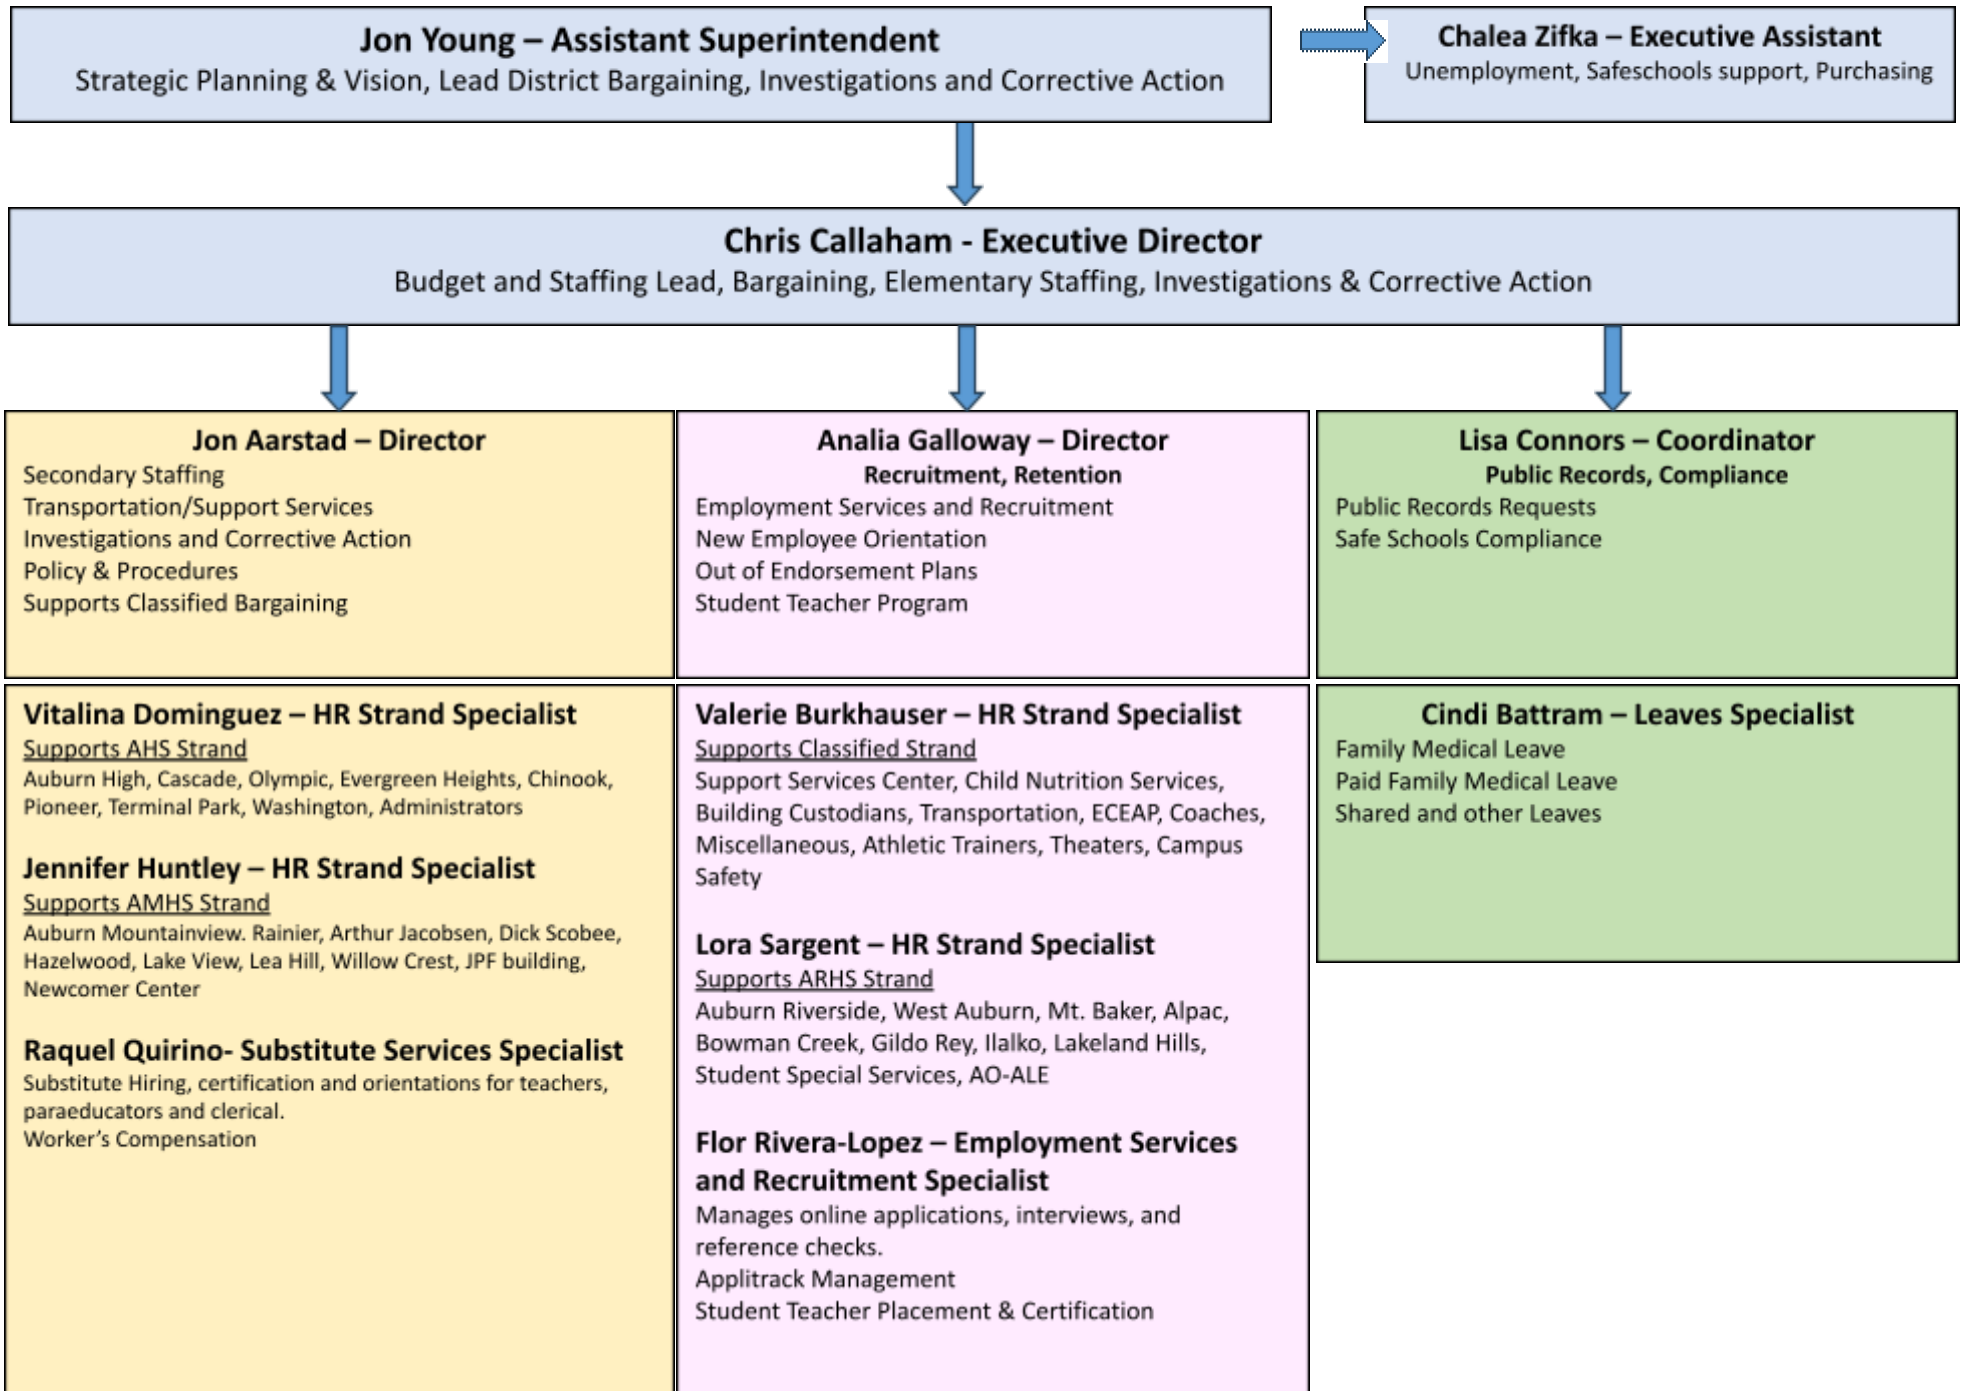 Jon Young – Assistant Superintendent
Strategic Planning & Vision, Lead District Bargaining, Investigations and Corrective Action
Chalea Zifka – Executive Assistant
Unemployment, Safeschools support, Purchasing
Chris Callaham - Executive Director
Budget and Staffing Lead, Bargaining, Elementary Staffing, Investigations & Corrective Action
Jon Aarstad – Director
Secondary Staffing
Transportation/Support Services
Investigations and Corrective Action
Policy & Procedures
Supports Classified Bargaining
Analia Galloway – Director
Recruitment, Retention
Employment Services and Recruitment
New Employee Orientation
Out of Endorsement Plans
Student Teacher Program
Lisa Connors – Coordinator
Public Records, Compliance
Public Records Requests
Safe Schools Compliance
Vitalina Dominguez – HR Strand Specialist
Supports AHS Strand
Auburn High, Cascade, Olympic, Evergreen Heights, Chinook,
Pioneer, Terminal Park, Washington, Administrators
Jennifer Huntley – HR Strand Specialist
Supports AMHS Strand
Auburn Mountainview. Rainier, Arthur Jacobsen, Dick Scobee,
Hazelwood, Lake View, Lea Hill, Willow Crest, JPF building,
Newcomer Center
Raquel Quirino- Substitute Services Specialist
Substitute Hiring, certification and orientations for teachers,
paraeducators and clerical.
Worker’s Compensation
Valerie Burkhauser – HR Strand Specialist
Supports Classified Strand
Support Services Center, Child Nutrition Services,
Building Custodians, Transportation, ECEAP, Coaches,
Miscellaneous, Athletic Trainers, Theaters, Campus
Safety
Lora Sargent – HR Strand Specialist
Supports ARHS Strand
Auburn Riverside, West Auburn, Mt. Baker, Alpac,
Bowman Creek, Gildo Rey, Ilalko, Lakeland Hills,
Student Special Services, AO-ALE
Flor Rivera-Lopez – Employment Services
and Recruitment Specialist
Manages online applications, interviews, and
reference checks.
Applitrack Management
Student Teacher Placement & Certification
Cindi Battram – Leaves Specialist
Family Medical Leave
Paid Family Medical Leave
Shared and other Leaves